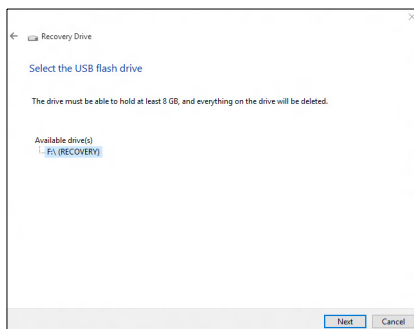 Recovery Drive
Select the USB flash drive
The drive must be able to hold at least 8 GB, and everything on the drive will be deleted.
Available drive(s)
F:\ (RECOVERY)
Next Cancel